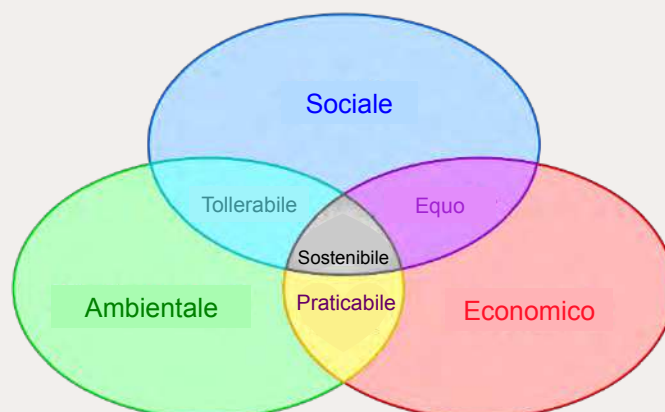 Sociale
Tollerabile
Equo
Sostenibile
Ambientale
Praticabile
Economico